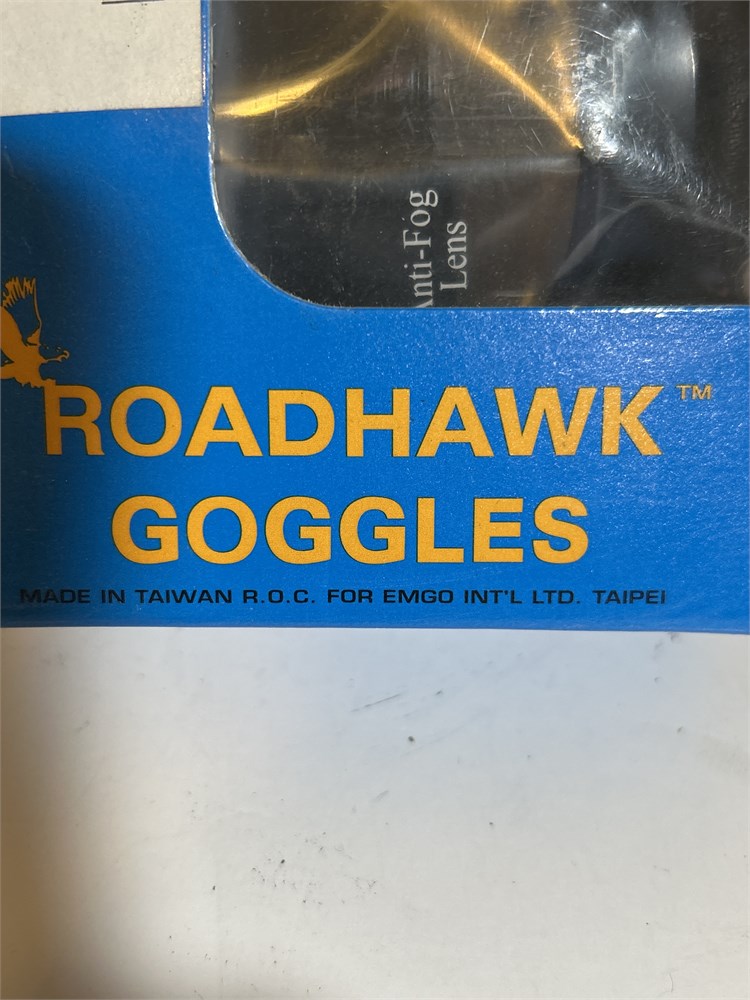 Anti-Fog
Lens
ROADHAWK™
GOGGLES
MADE IN TAIWAN R.O.C. FOR EMGO INT'L LTD. TAIPEI